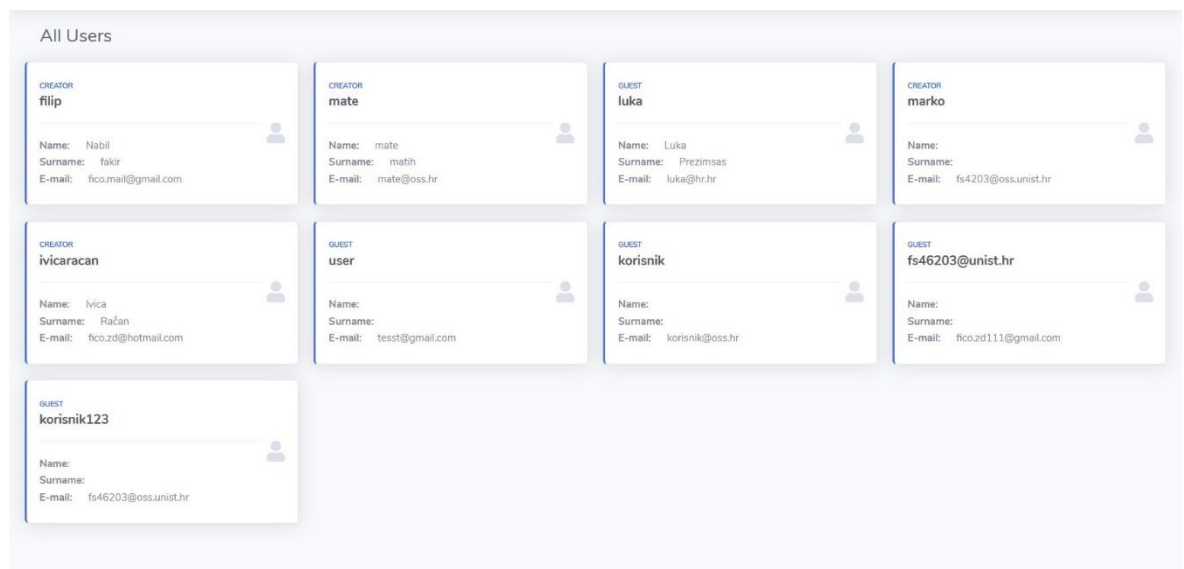 All Users
CREATOR
filip
Name: Nabil
Surname: fakir
E-mail: fico.mail@gmail.com
CREATOR
mate
Name: mate
Surname: matih
E-mail: mate@oss.hr
GUEST
luka
Name: Luka
Surname: Prezimsas
E-mail: luka@hr.hr
CREATOR
marko
Name:
Surname:
E-mail: fs4203@oss.unist.hr
CREATOR
ivicaracan
Name: Ivica
Surname: Račan
E-mail: fico.zd@hotmail.com
GUEST
user
Name:
Surname:
E-mail: tesst@gmail.com
GUEST
korisnik
Name:
Surname:
E-mail: korisnik@oss.hr
GUEST
fs46203@unist.hr
Name:
Surname:
E-mail: fico.zd111@gmail.com
GUEST
korisnik123
Name:
Surname:
E-mail: fs46203@oss.unist.hr